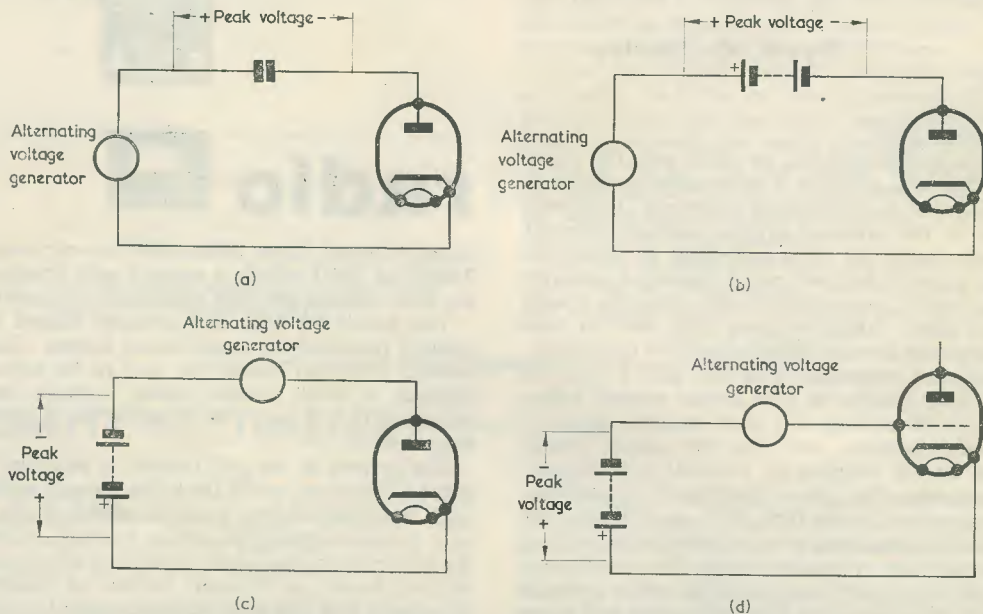 + Peak voltage -
Alternating
voltage
generator
(a)
+ Peak voltage -
+
Alternating
voltage
generator
(b)
Alternating voltage
generator
-
Peak
voltage
+
+
(c)
Alternating voltage
generator
-
Peak
voltage
+
+
(d)